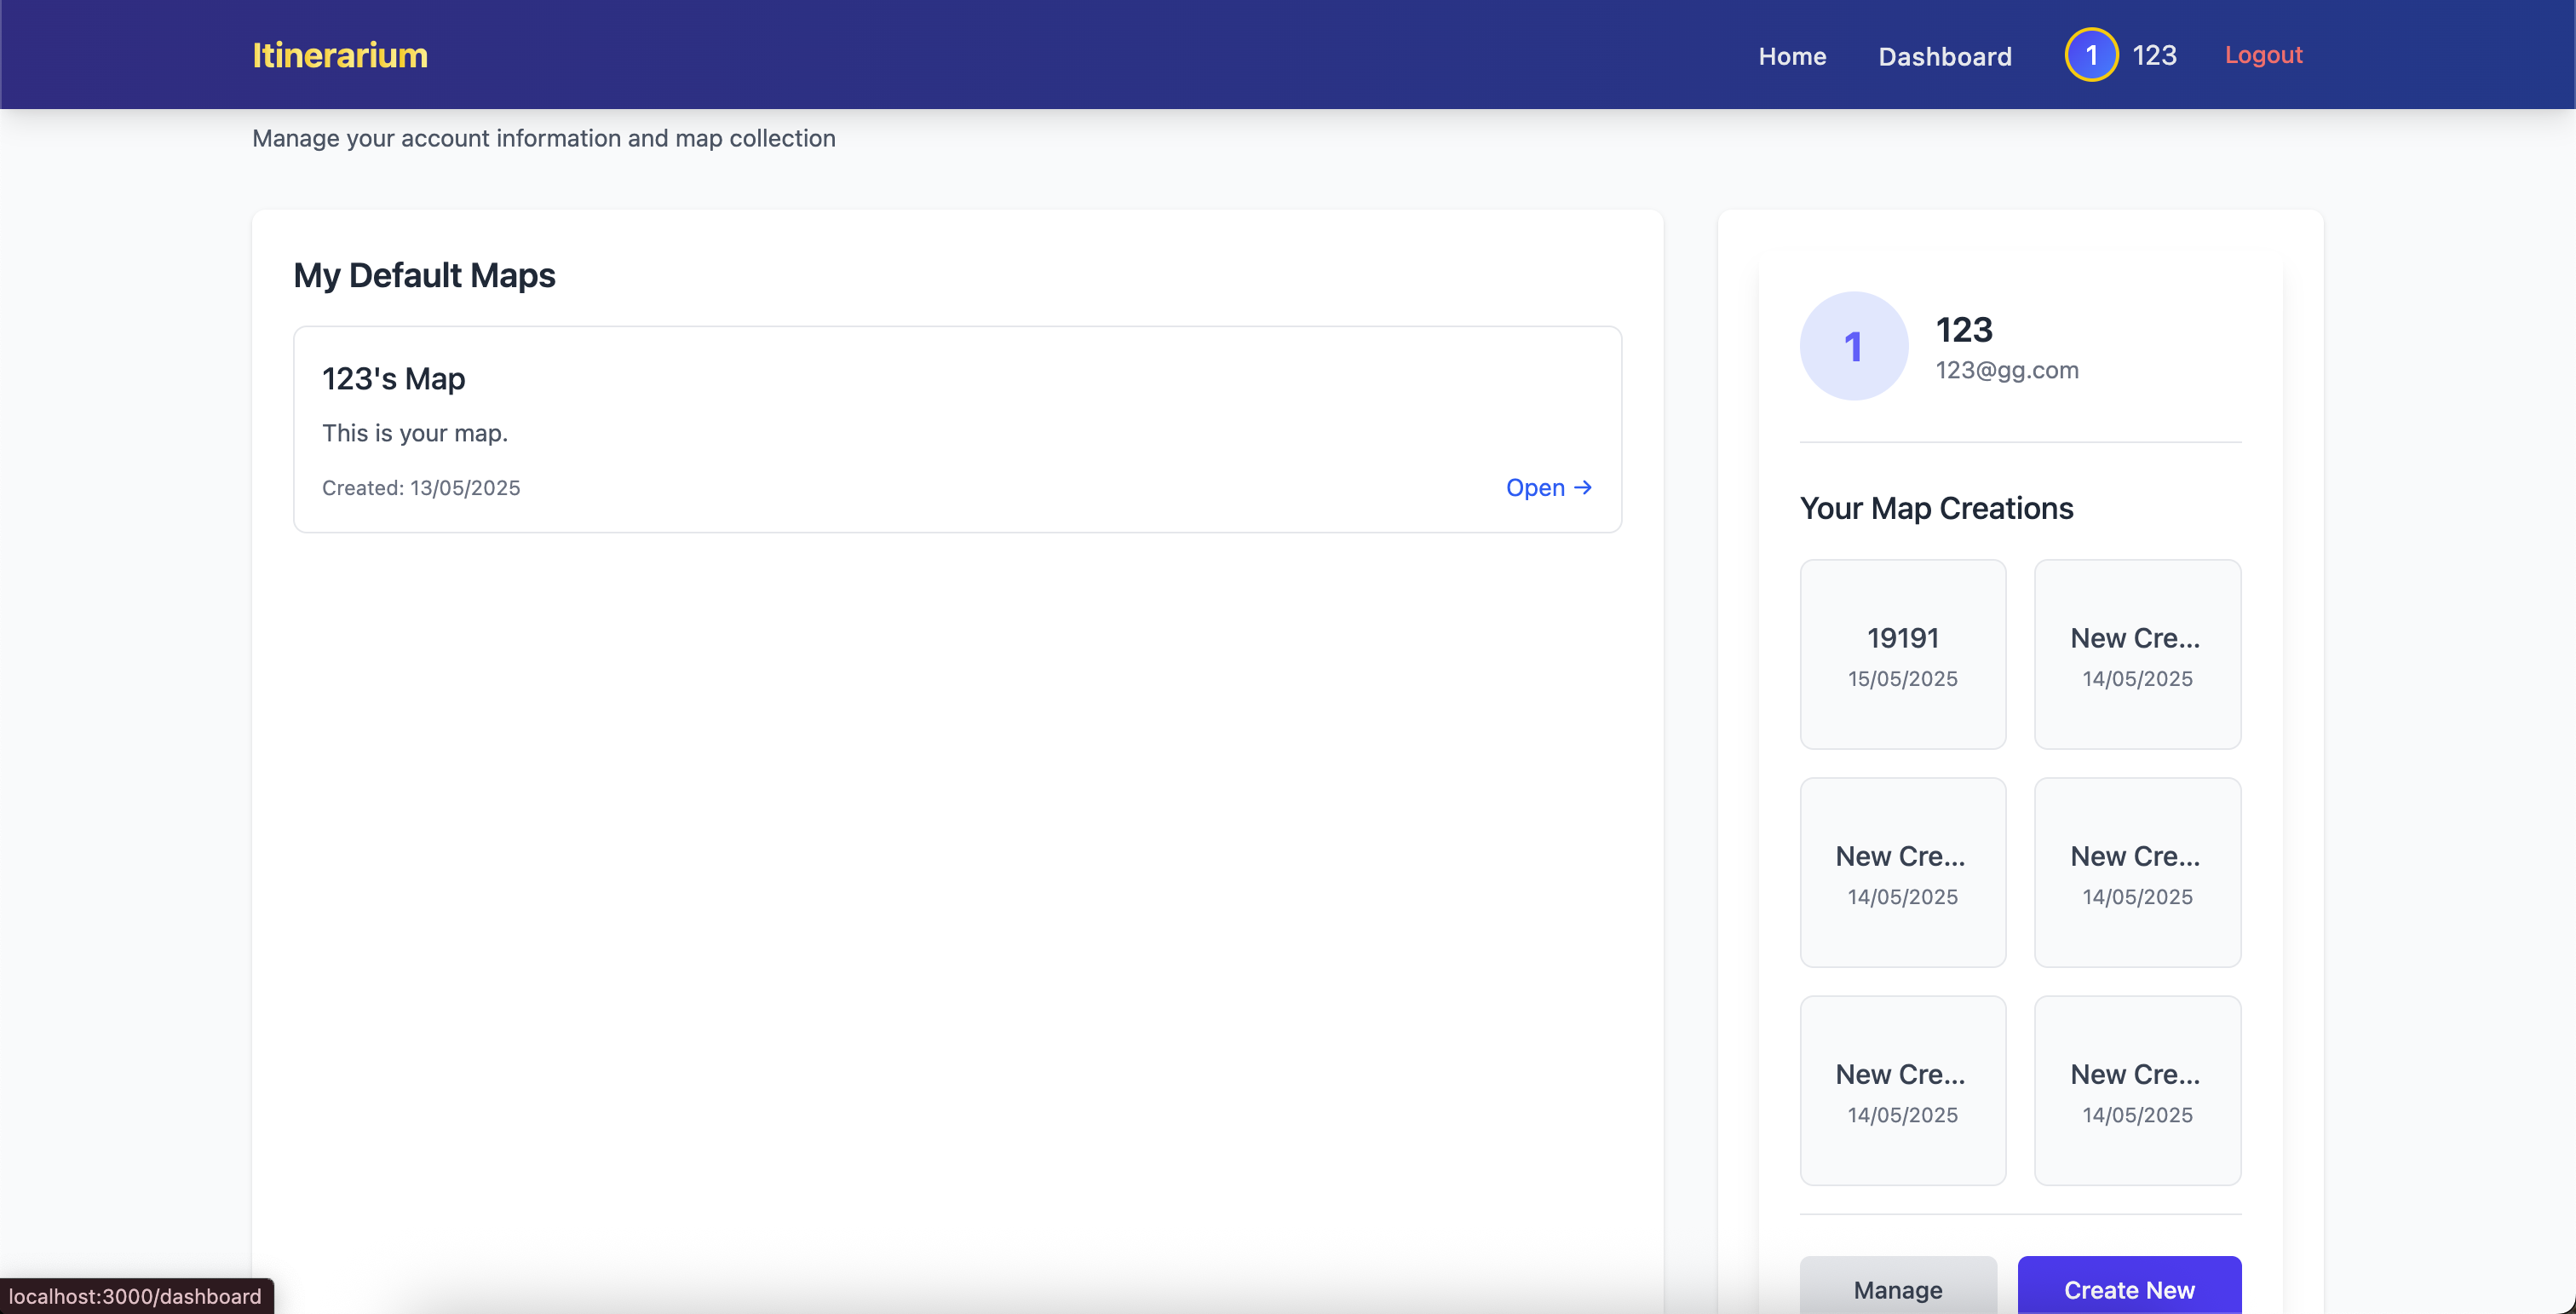 Itinerarium
Home
Dashboard
1
123
Logout
Manage your account information and map collection
My Default Maps
123's Map
This is your map.
Created: 13/05/2025
Open →
1
123
123@gg.com
Your Map Creations
19191
15/05/2025
New Cre...
14/05/2025
New Cre...
14/05/2025
New Cre...
14/05/2025
New Cre...
14/05/2025
New Cre...
14/05/2025
Manage
Create New
localhost:3000/dashboard